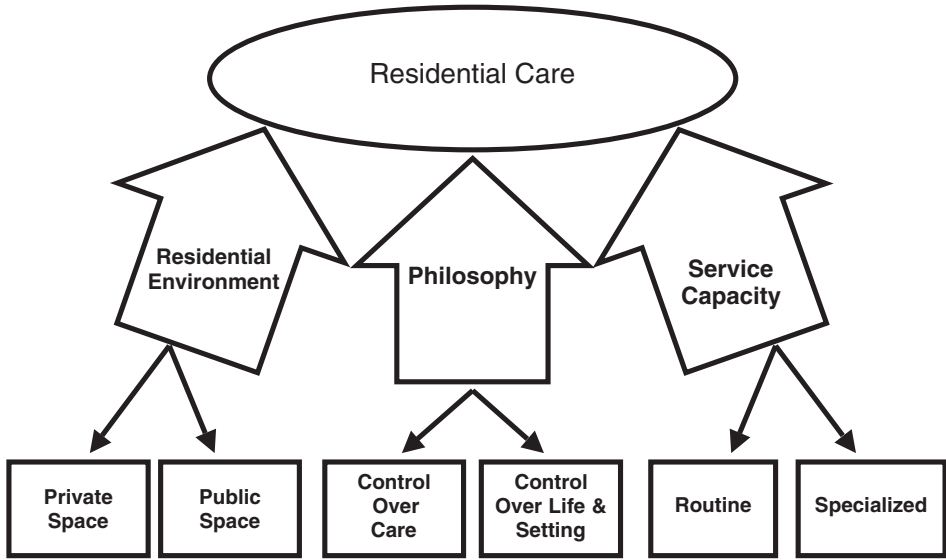 Residential Care
Residential
Environment
Philosophy
Service
Capacity
Private
Space
Public
Space
Control
Over
Care
Control
Over Life &
Setting
Routine
Specialized